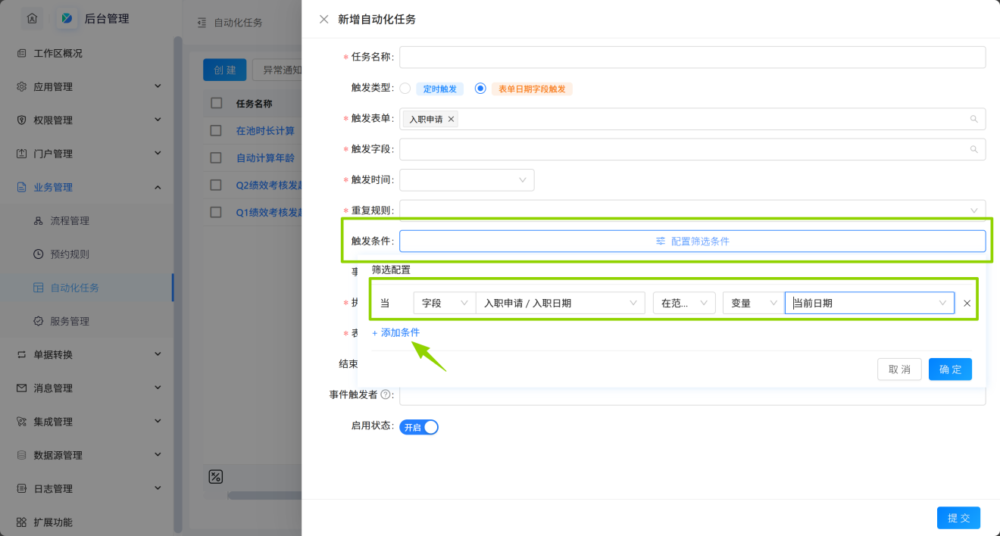 后台管理
工作区概况
应用管理
权限管理
门户管理
业务管理
流程管理
预约规则
自动化任务
服务管理
单据转换
消息管理
集成管理
数据源管理
日志管理
扩展功能
自动化任务
创 建
异常通知
任务名称
在池时长计算
自动计算年龄
Q2绩效考核发起
Q1绩效考核发起
新增自动化任务
* 任务名称:
触发类型: 定时触发 表单日期字段触发
* 触发表单: 入职申请 ×
* 触发字段:
* 触发时间:
* 重复规则:
触发条件: 配置筛选条件
筛选配置
当 字段 入职申请 / 入职日期 在范... 变量 当前日期
+ 添加条件
取 消 确 定
事
* 执
* 表
结束
事件触发者 ? :
启用状态: 开启
提 交